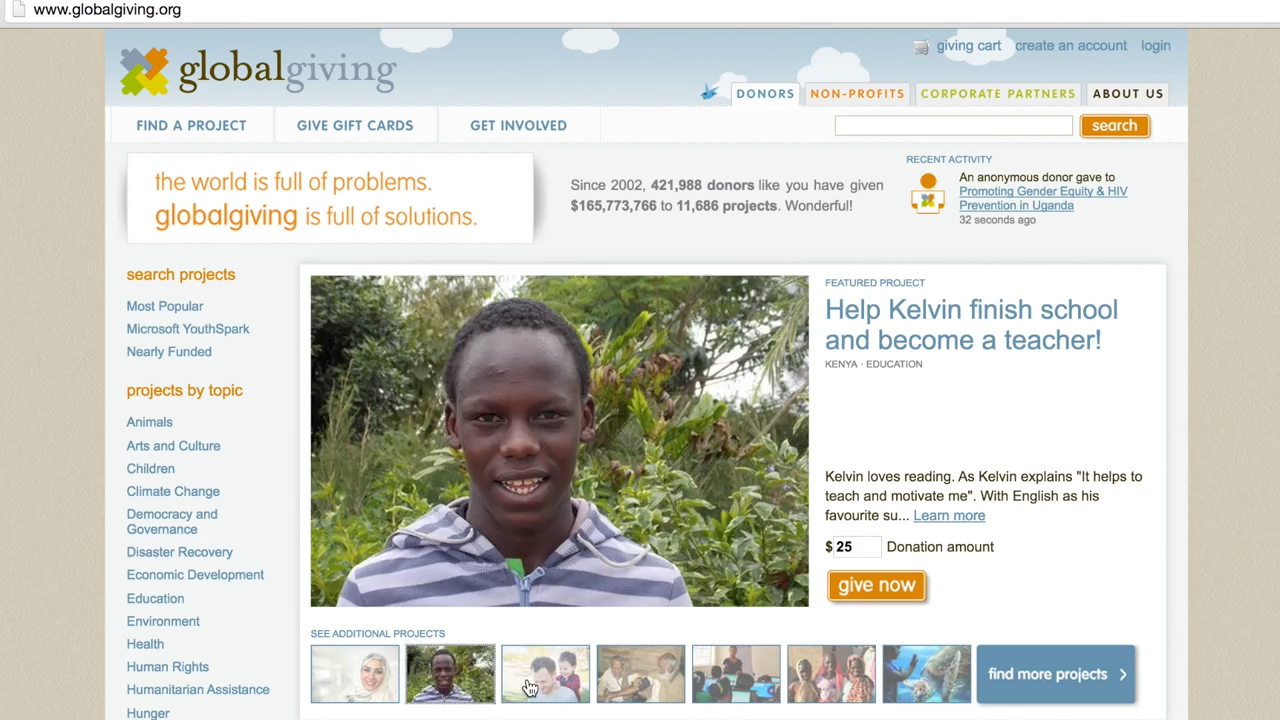 www.globalgiving.org
globalgiving
giving cart create an account login
DONORS NON-PROFITS CORPORATE PARTNERS ABOUT US
FIND A PROJECT GIVE GIFT CARDS GET INVOLVED
search
the world is full of problems.
globalgiving is full of solutions.
Since 2002, 421,988 donors like you have given
$165,773,766 to 11,686 projects. Wonderful!
RECENT ACTIVITY
An anonymous donor gave to
Promoting Gender Equity & HIV
Prevention in Uganda
32 seconds ago
search projects
Most Popular
Microsoft YouthSpark
Nearly Funded
projects by topic
Animals
Arts and Culture
Children
Climate Change
Democracy and
Governance
Disaster Recovery
Economic Development
Education
Environment
Health
Human Rights
Humanitarian Assistance
Hunger
FEATURED PROJECT
Help Kelvin finish school
and become a teacher!
KENYA · EDUCATION
Kelvin loves reading. As Kelvin explains "It helps to
teach and motivate me". With English as his
favourite su... Learn more
$ 25 Donation amount
give now
SEE ADDITIONAL PROJECTS
find more projects